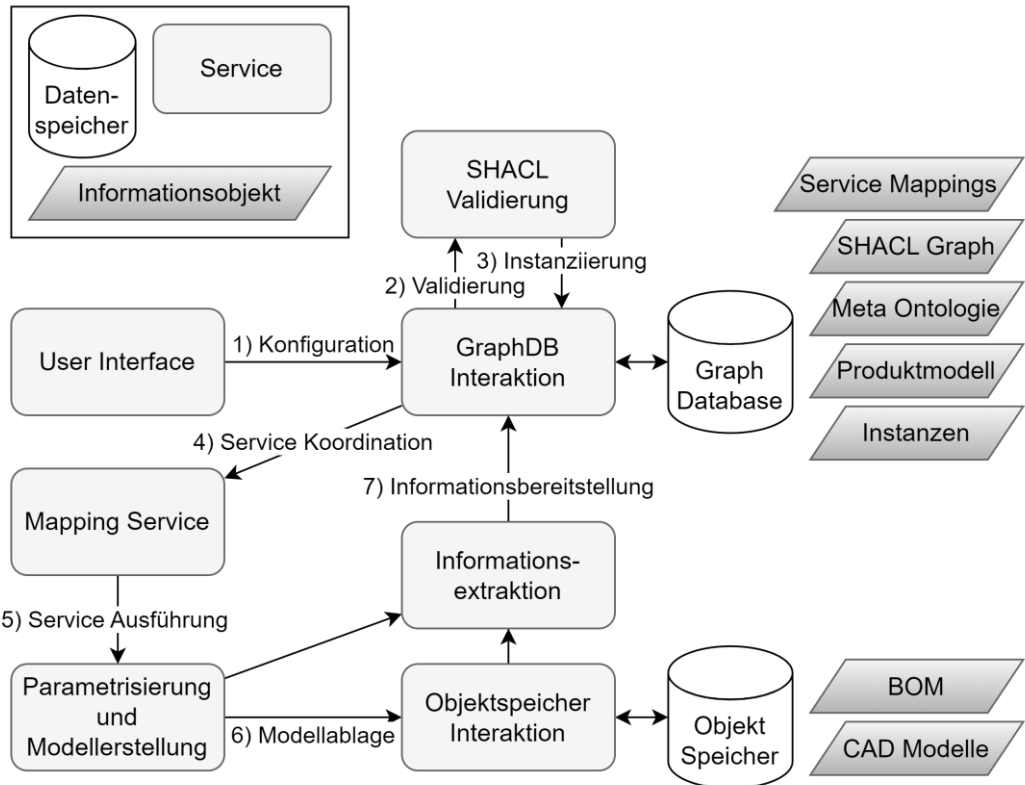 Daten-
speicher
Service
Informationsobjekt
SHACL
Validierung
Service Mappings
SHACL Graph
3) Instanziierung
2) Validierung
Meta Ontologie
User Interface
1) Konfiguration
GraphDB
Interaktion
Graph
Database
Produktmodell
Instanzen
4) Service Koordination
7) Informationsbereitstellung
Mapping Service
Informations-
extraktion
5) Service Ausführung
Parametrisierung
und
Modellerstellung
6) Modellablage
Objektspeicher
Interaktion
Objekt
Speicher
BOM
CAD Modelle